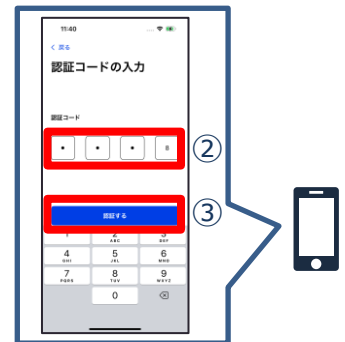 11:40
く 戻る
認証コードの入力
認証コード
• • • 8
②
認証する
③
1 2 3
ABC DEF
4 5 6
GHI JKL MNO
7 8 9
PQRS TUV WXYZ
0